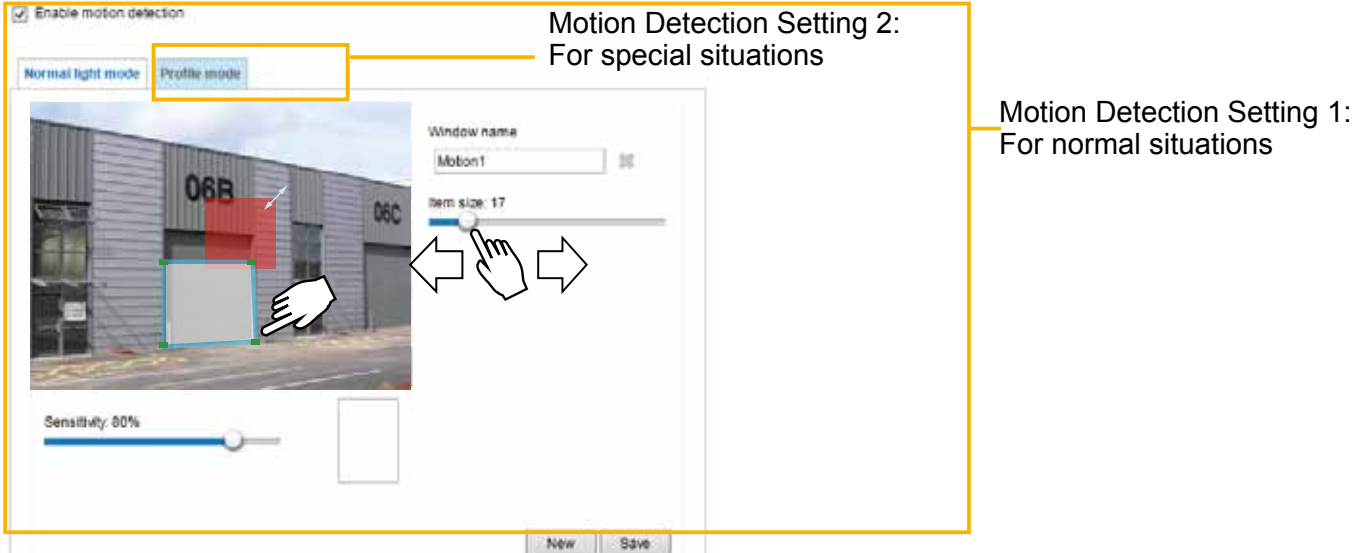 Enable motion detection
Motion Detection Setting 2:
For special situations
Normal light mode
Profile mode
Motion Detection Setting 1:
For normal situations
Window name
Motion1
Item size: 17
06B
06C
Sensitivity: 80%
New
Save